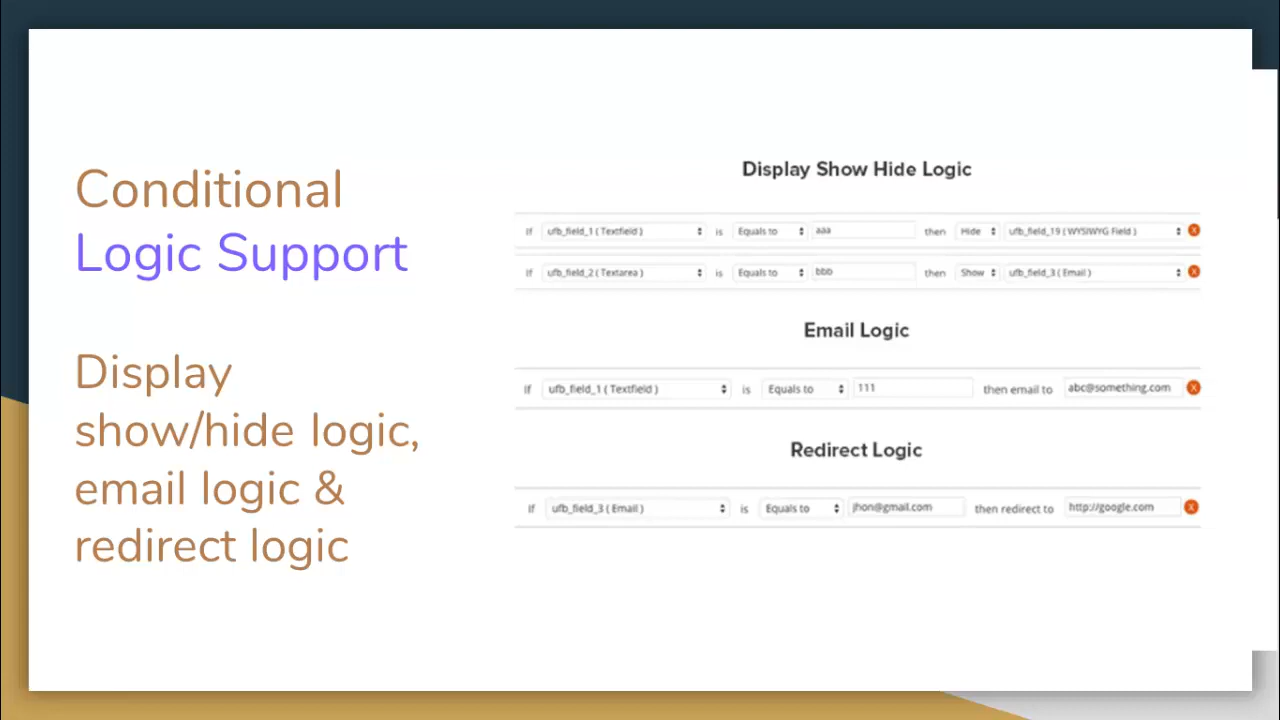 Conditional
Logic Support
Display
show/hide logic,
email logic &
redirect logic
Display Show Hide Logic
If ufb_field_1 ( Textfield ) is Equals to aaa then Hide ufb_field_19 ( WYSIWYG Field ) X
If ufb_field_2 ( Textarea ) is Equals to bbb then Show ufb_field_3 ( Email ) X
Email Logic
If ufb_field_1 ( Textfield ) is Equals to 111 then email to abc@something.com X
Redirect Logic
If ufb_field_3 ( Email ) is Equals to jhon@gmail.com then redirect to http://google.com X